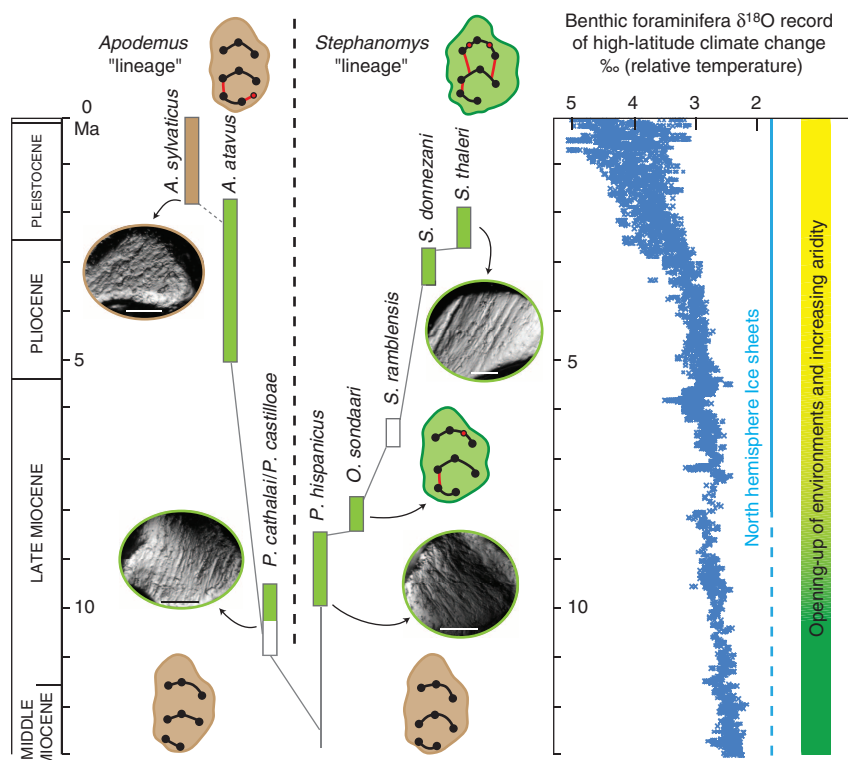 Apodemus
"lineage"
Stephanomys
"lineage"
Benthic foraminifera δ18O record
of high-latitude climate change
‰ (relative temperature)
0
Ma
5
4
3
2
PLEISTOCENE
PLIOCENE
LATE MIOCENE
MIDDLE
MIOCENE
5
10
A. sylvaticus
A. atavus
P. cathalai/P. castilloae
P. hispanicus
O. sondaari
S. ramblensis
S. donnezani
S. thaleri
5
10
North hemisphere Ice sheets
Opening-up of environments and increasing aridity